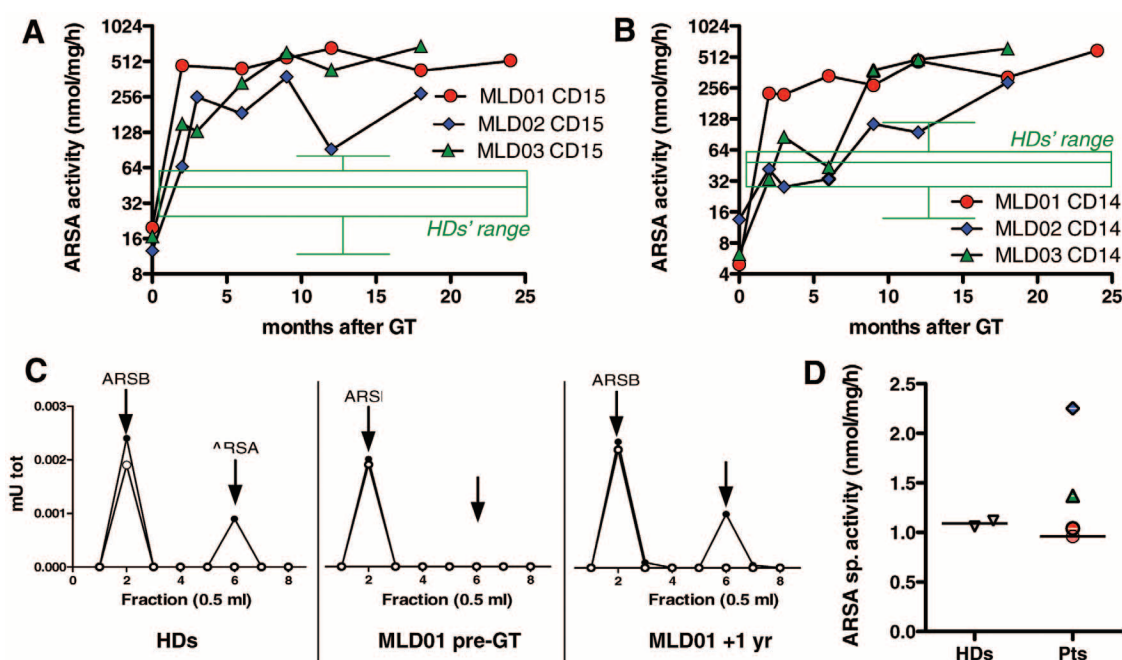 A
ARSA activity (nmol/mg/h)
1024
512
256
128
64
32
16
8
0
5
10
15
20
25
months after GT
MLD01 CD15
MLD02 CD15
MLD03 CD15
HDs' range
B
ARSA activity (nmol/mg/h)
1024
512
256
128
64
32
16
8
4
0
5
10
15
20
25
months after GT
HDs' range
MLD01 CD14
MLD02 CD14
MLD03 CD14
C
mU tot
0.003
0.002
0.001
0.000
ARSB
0
2
4
6
8
Fraction (0.5 ml)
HDs
2
4
6
8
Fraction (0.5 ml)
MLD01 pre-GT
ARSB
2
4
6
8
Fraction (0.5 ml)
MLD01 +1 yr
D
ARSA sp. activity (nmol/mg/h)
2.5
2.0
1.5
1.0
0.5
0.0
HDs
Pts